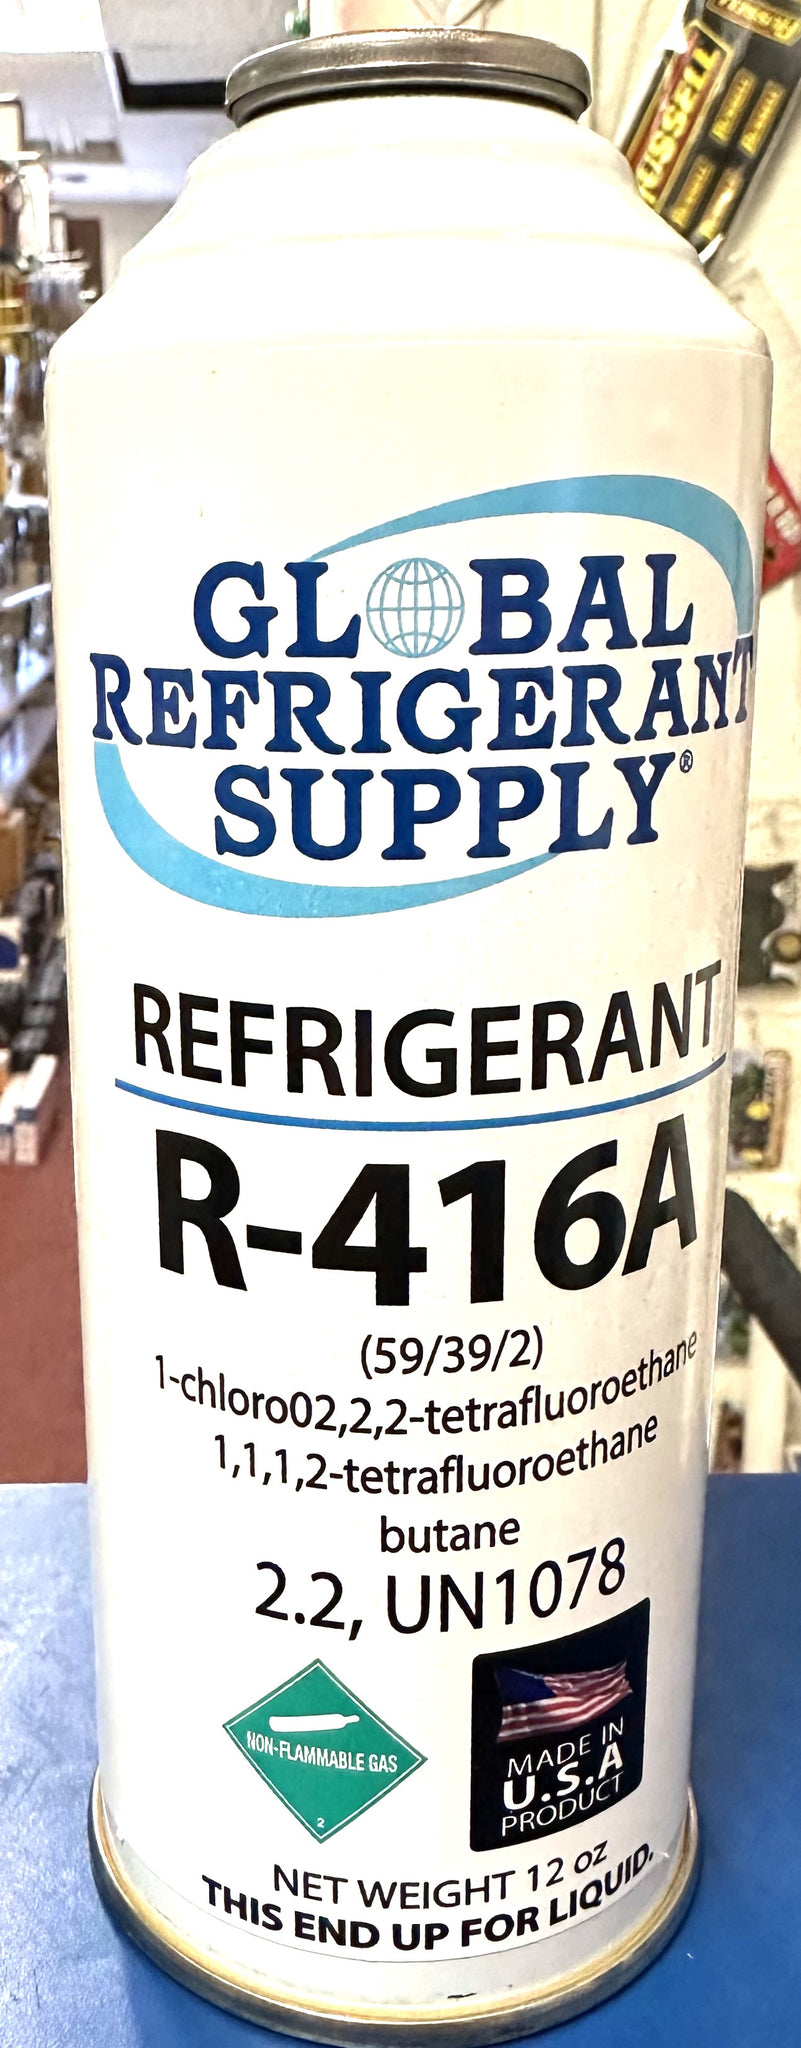 RUSSELL
GLOBAL
REFRIGERANT
SUPPLY®
REFRIGERANT
R-416A
(59/39/2)
1-chloro02,2,2-tetrafluoroethane
1,1,1,2-tetrafluoroethane
butane
2.2, UN1078
NON-FLAMMABLE GAS
2
MADE IN
U.S.A
PRODUCT
NET WEIGHT 12 oz
THIS END UP FOR LIQUID.